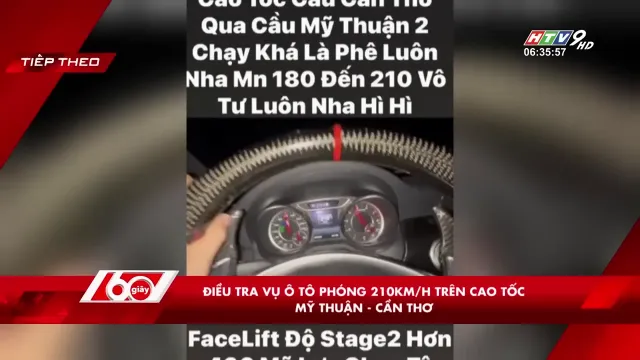 TIẾP THEO
HTV9 HD
06:35:57
Cao Tốc Cầu Cần Thơ
Qua Cầu Mỹ Thuận 2
Chạy Khá Là Phê Luôn
Nha Mn 180 Đến 210 Vô
Tư Luôn Nha Hì Hì
60 giây
ĐIỀU TRA VỤ Ô TÔ PHÓNG 210KM/H TRÊN CAO TỐC
MỸ THUẬN - CẦN THƠ
FaceLift Độ Stage2 Hơn